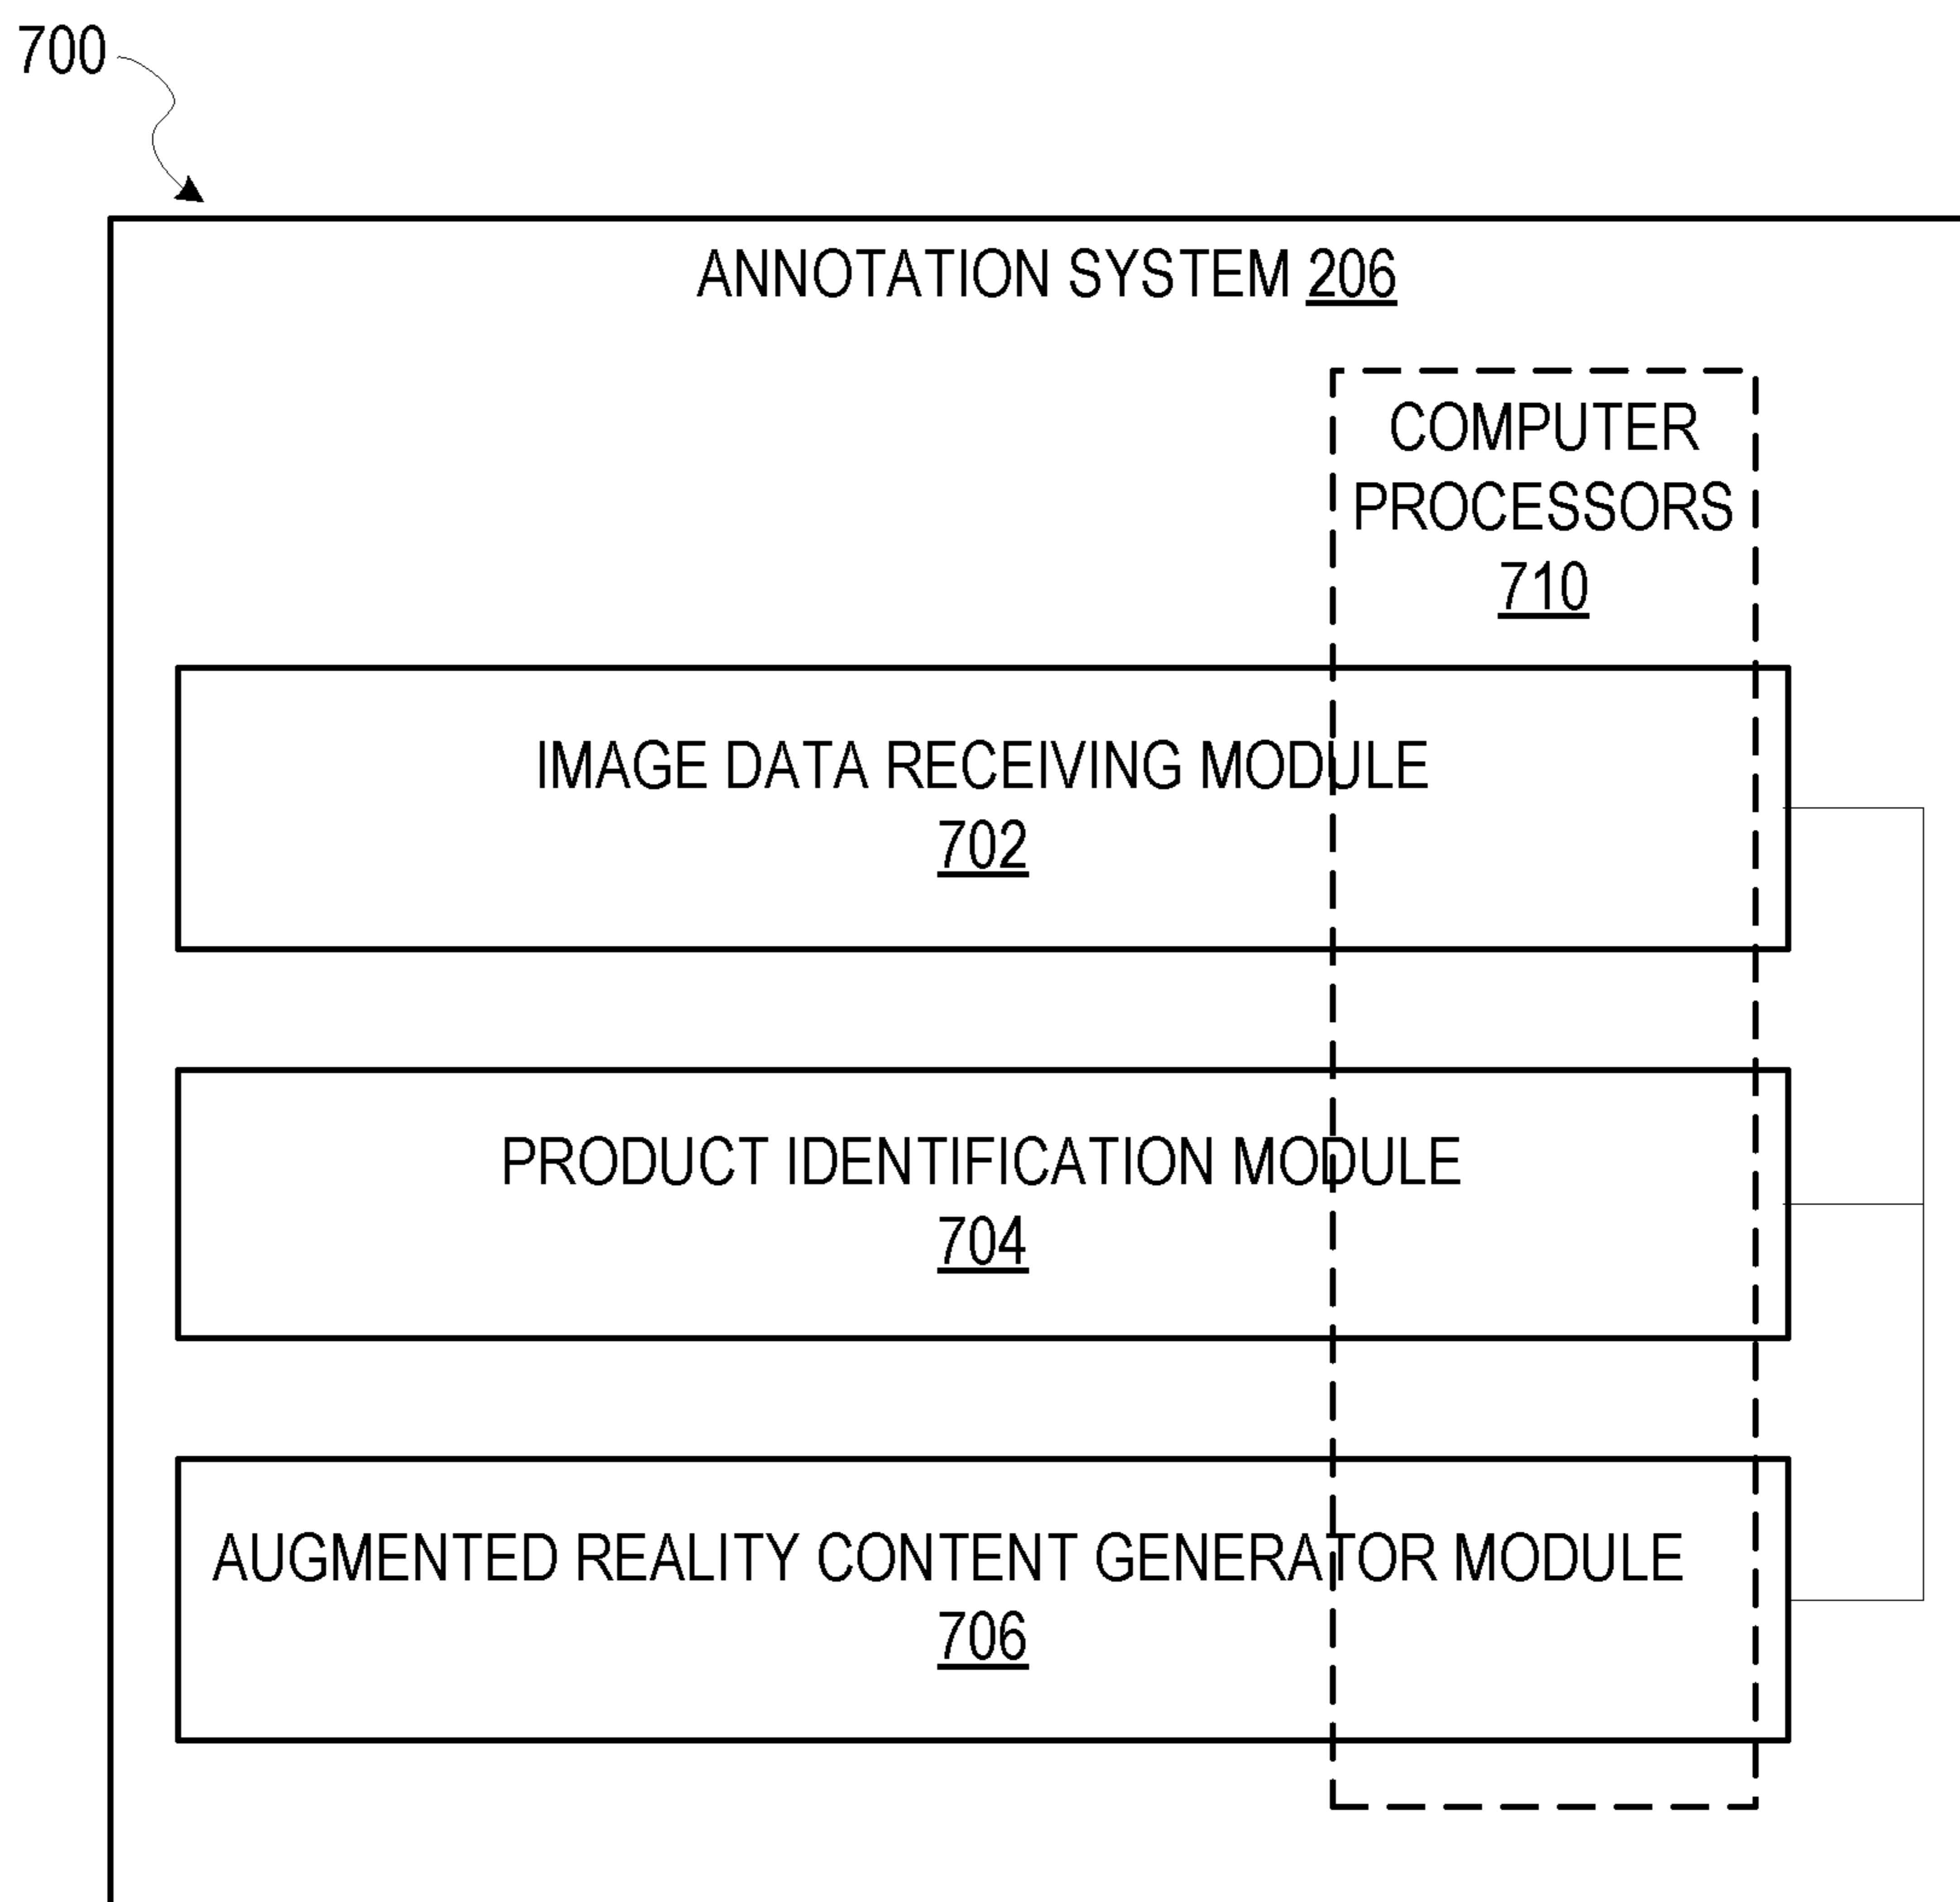 700
ANNOTATION SYSTEM 206
COMPUTER
PROCESSORS
710
IMAGE DATA RECEIVING MODULE
702
PRODUCT IDENTIFICATION MODULE
704
AUGMENTED REALITY CONTENT GENERATOR MODULE
706